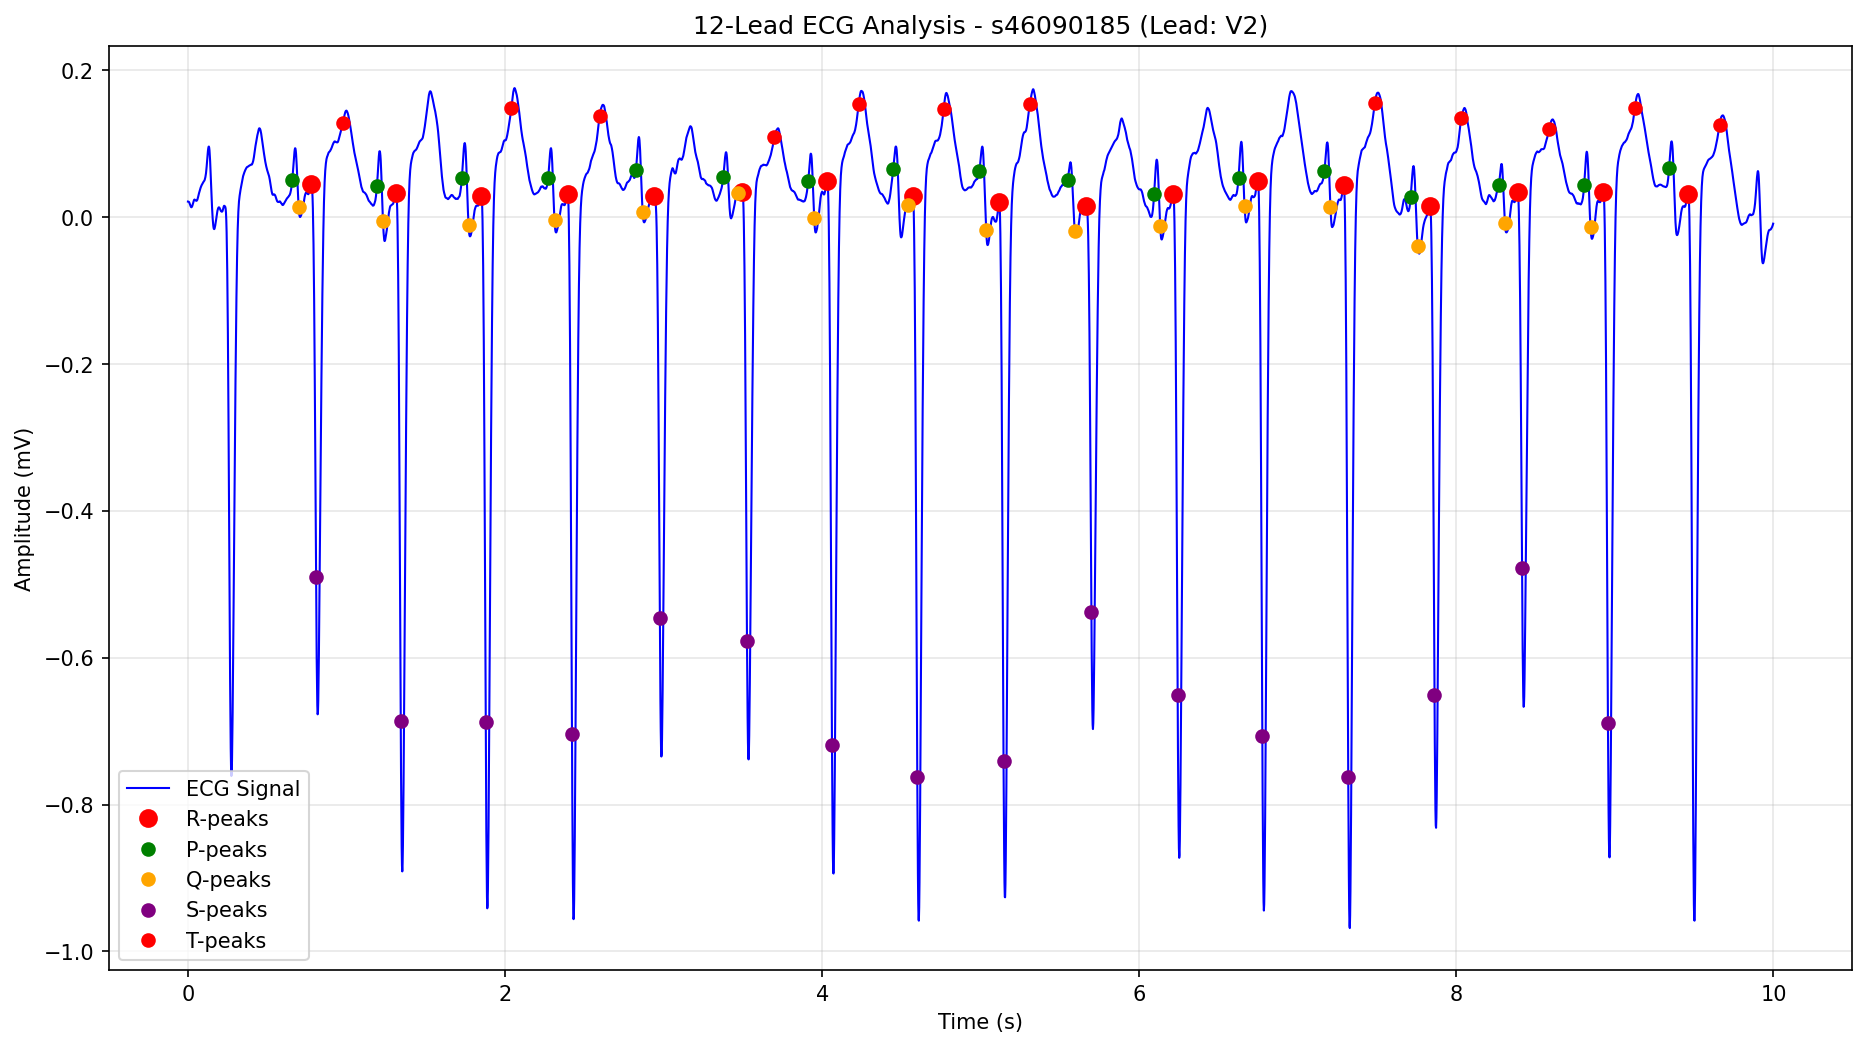 12-Lead ECG Analysis - s46090185 (Lead: V2)
Amplitude (mV)
0.2
0.0
−0.2
−0.4
−0.6
−0.8
−1.0
ECG Signal
R-peaks
P-peaks
Q-peaks
S-peaks
T-peaks
0 2 4 6 8 10
Time (s)